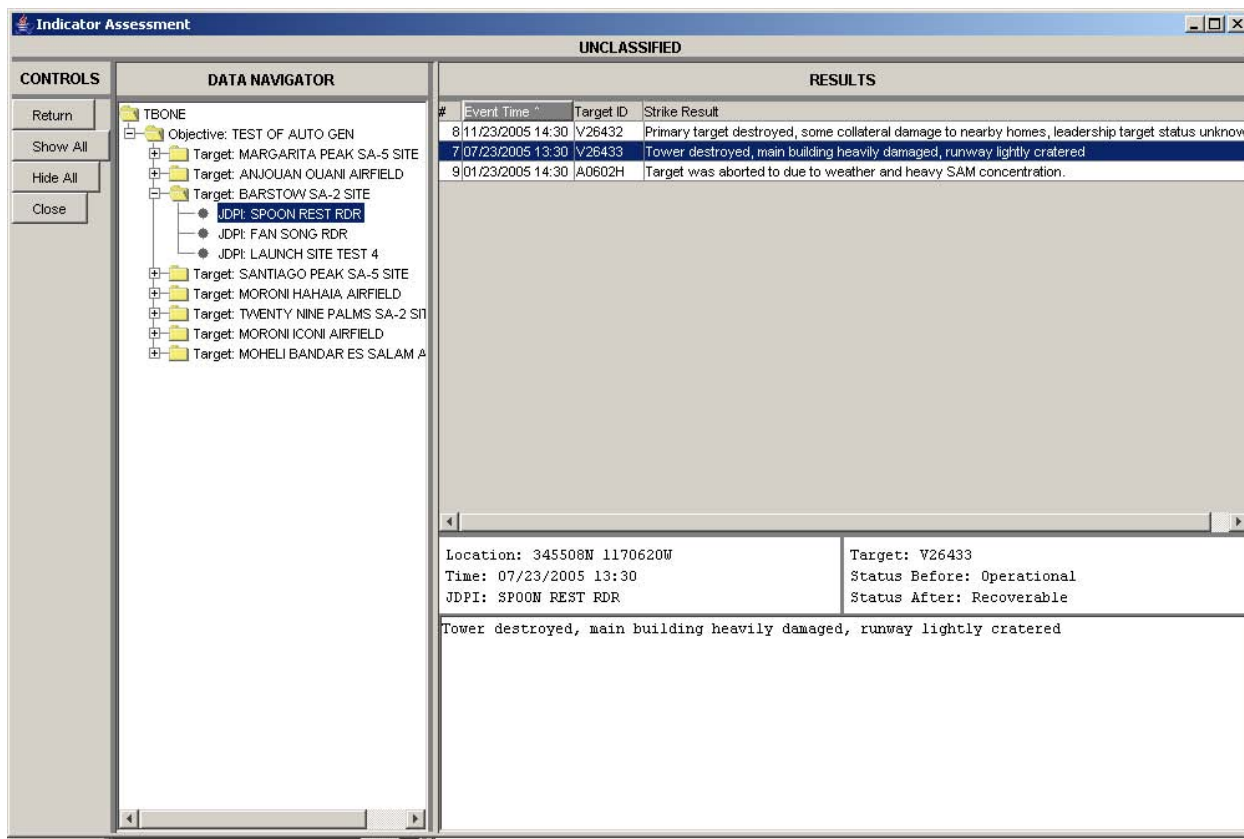 Indicator Assessment
UNCLASSIFIED
CONTROLS
Return
Show All
Hide All
Close
DATA NAVIGATOR
TBONE
Objective: TEST OF AUTO GEN
Target: MARGARITA PEAK SA-5 SITE
Target: ANJOUAN OUANI AIRFIELD
Target: BARSTOW SA-2 SITE
JDPI: SPOON REST RDR
JDPI: FAN SONG RDR
JDPI: LAUNCH SITE TEST 4
Target: SANTIAGO PEAK SA-5 SITE
Target: MORONI HAHAIA AIRFIELD
Target: TWENTY NINE PALMS SA-2 SIT
Target: MORONI ICONI AIRFIELD
Target: MOHELI BANDAR ES SALAM A
RESULTS
# Event Time ^ Target ID Strike Result
8 11/23/2005 14:30 V26432 Primary target destroyed, some collateral damage to nearby homes, leadership target status unknow
7 07/23/2005 13:30 V26433 Tower destroyed, main building heavily damaged, runway lightly cratered
9 01/23/2005 14:30 A0602H Target was aborted to due to weather and heavy SAM concentration.
Location: 345508N 1170620W
Time: 07/23/2005 13:30
JDPI: SPOON REST RDR
Target: V26433
Status Before: Operational
Status After: Recoverable
Tower destroyed, main building heavily damaged, runway lightly cratered